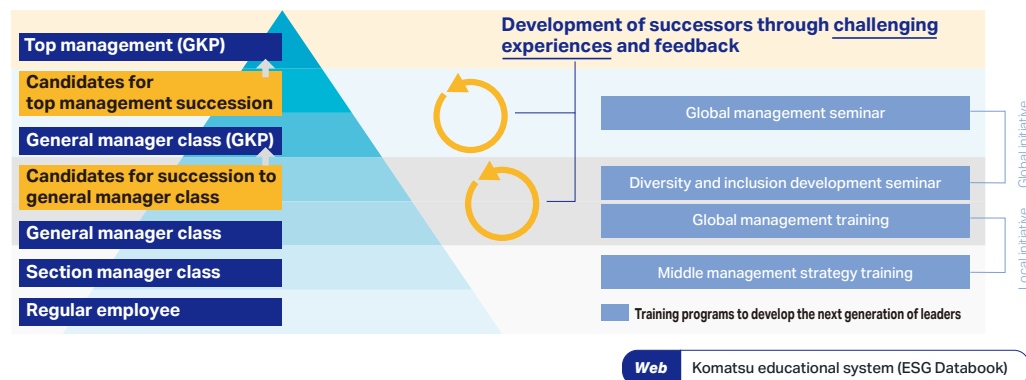 Development of successors through challenging
experiences and feedback
Top management (GKP)
Candidates for
top management succession
General manager class (GKP)
Candidates for succession to
general manager class
General manager class
Section manager class
Regular employee
Global management seminar
Diversity and inclusion development seminar
Global management training
Middle management strategy training
Global initiative
Local initiative
Training programs to develop the next generation of leaders
Web Komatsu educational system (ESG Databook)